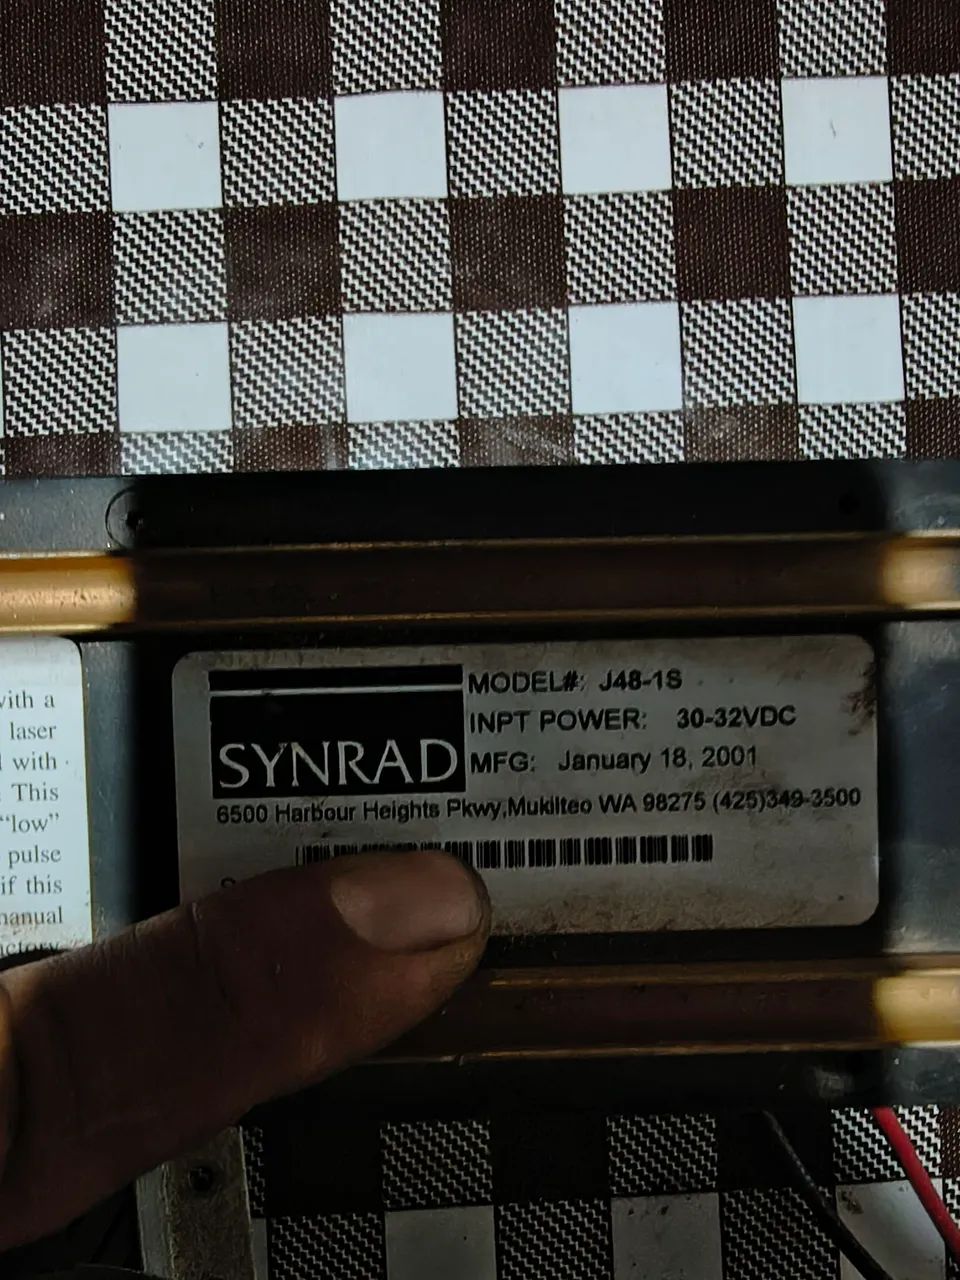 with a
laser
with
This
"low"
pulse
if this
manual
SYNRAD
MODEL#: J48-1S
INPT POWER: 30-32VDC
MFG: January 18, 2001
6500 Harbour Heights Pkwy,Mukilteo WA 98275 (425)349-3500